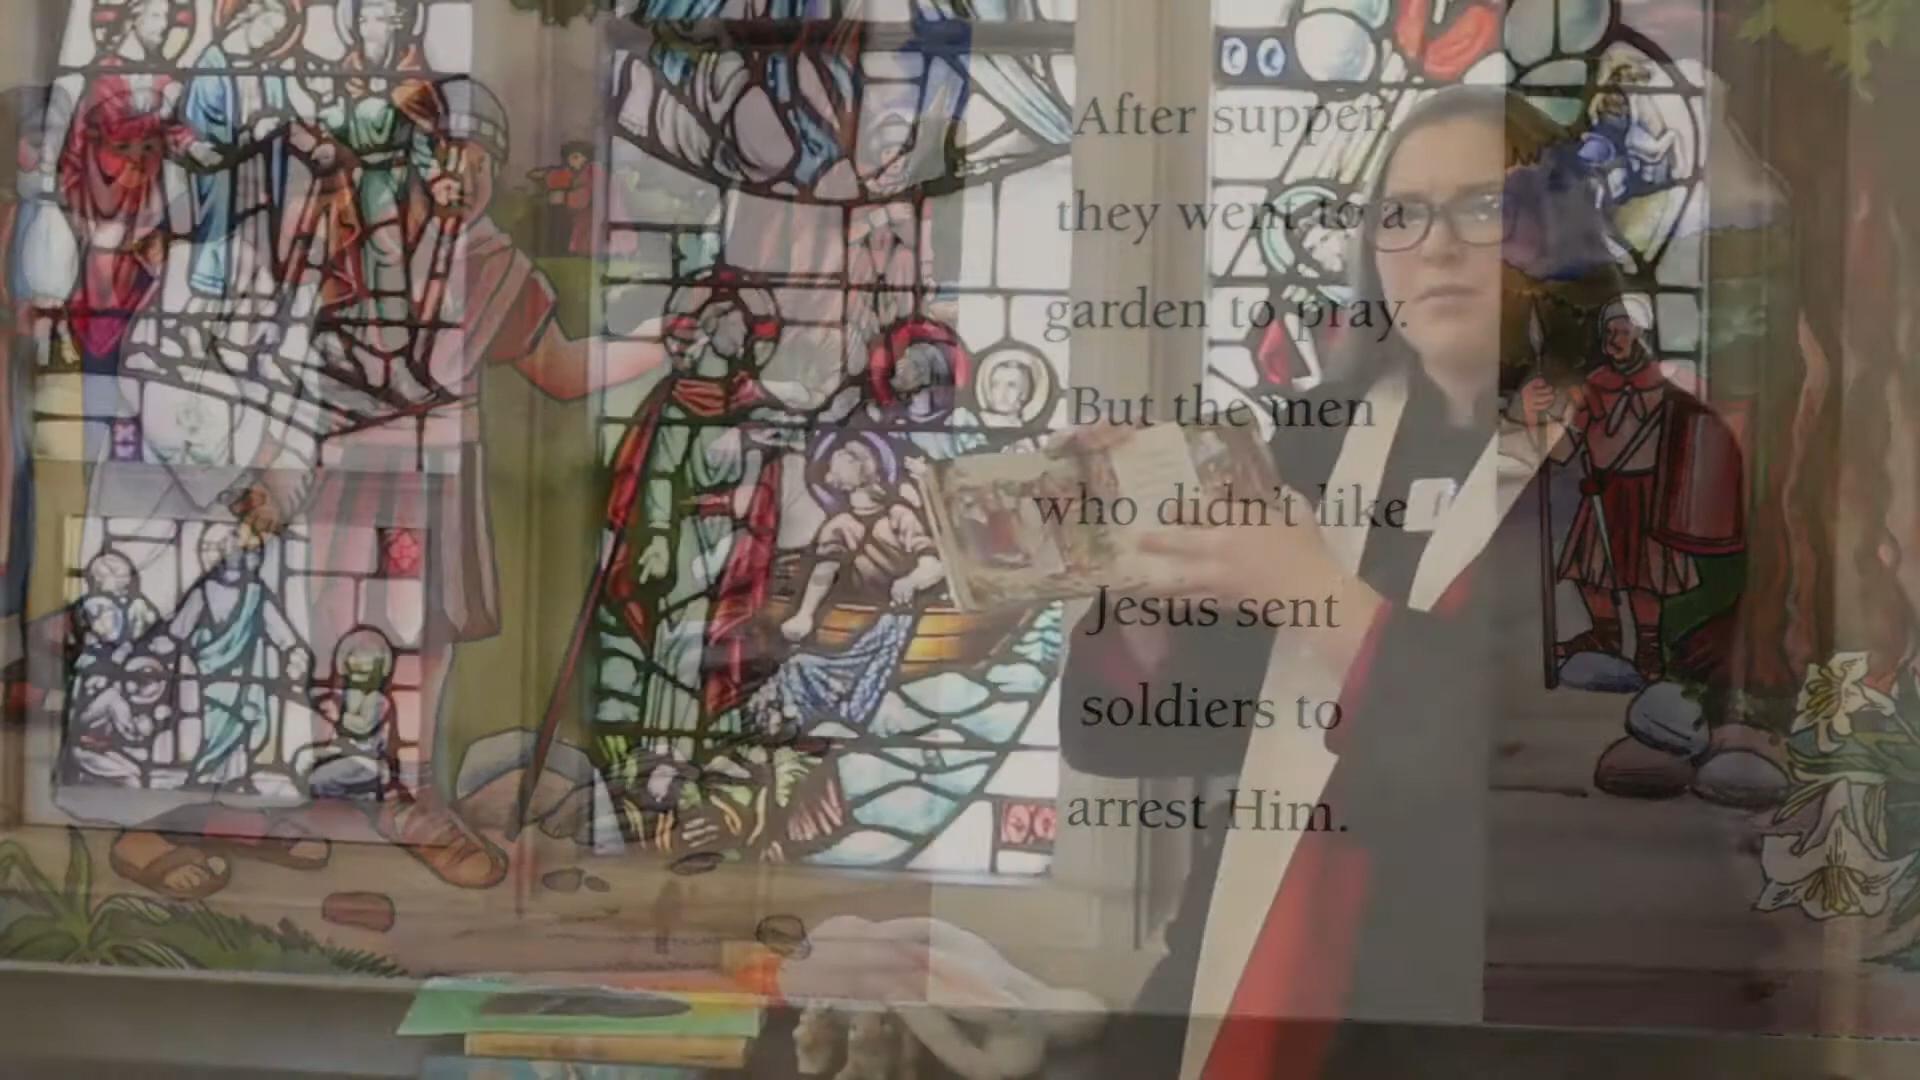 After supper,
they went to a
garden to pray.
But the men
who didn't like
Jesus sent
soldiers to
arrest Him.